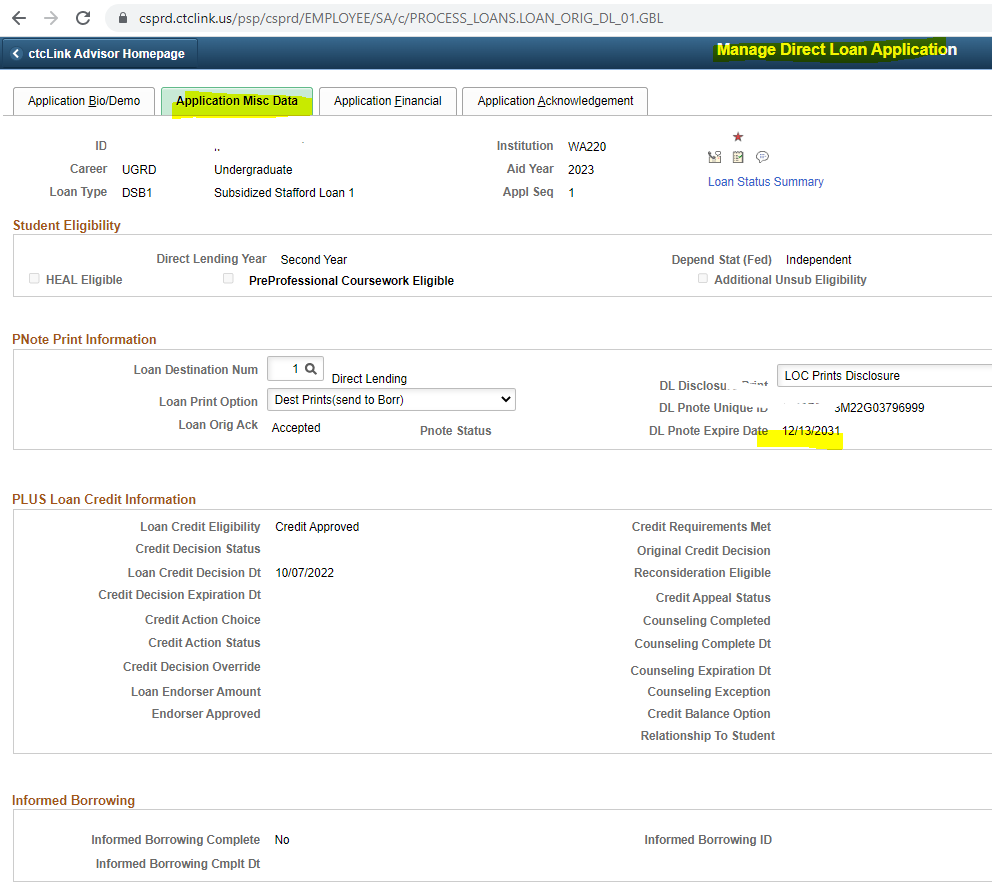 csprd.ctclink.us/psp/csprd/EMPLOYEE/SA/c/PROCESS_LOANS.LOAN_ORIG_DL_01.GBL
ctcLink Advisor Homepage
Manage Direct Loan Application
Application Bio/Demo
Application Misc Data
Application Financial
Application Acknowledgement
ID
Institution WA220
Career UGRD Undergraduate
Aid Year 2023
Loan Type DSB1 Subsidized Stafford Loan 1
Appl Seq 1
Loan Status Summary
Student Eligibility
Direct Lending Year Second Year
Depend Stat (Fed) Independent
HEAL Eligible
PreProfessional Coursework Eligible
Additional Unsub Eligibility
PNote Print Information
Loan Destination Num 1 Direct Lending
DL Print LOC Prints Disclosure
Loan Print Option Dest Prints(send to Borr)
DL Pnote Unique ID M22G03796999
Loan Orig Ack Accepted
Pnote Status
DL Pnote Expire Date 12/13/2031
PLUS Loan Credit Information
Loan Credit Eligibility Credit Approved
Credit Requirements Met
Credit Decision Status
Original Credit Decision
Loan Credit Decision Dt 10/07/2022
Reconsideration Eligible
Credit Decision Expiration Dt
Credit Appeal Status
Credit Action Choice
Counseling Completed
Credit Action Status
Counseling Complete Dt
Credit Decision Override
Counseling Expiration Dt
Loan Endorser Amount
Counseling Exception
Endorser Approved
Credit Balance Option
Relationship To Student
Informed Borrowing
Informed Borrowing Complete No
Informed Borrowing ID
Informed Borrowing Cmplt Dt